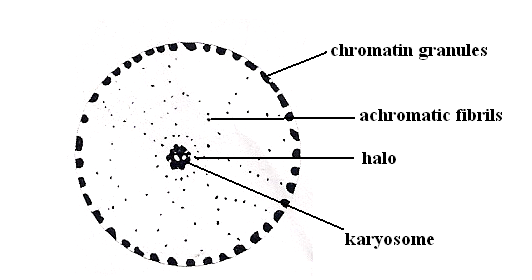 chromatin granules
achromatic fibrils
halo
karyosome